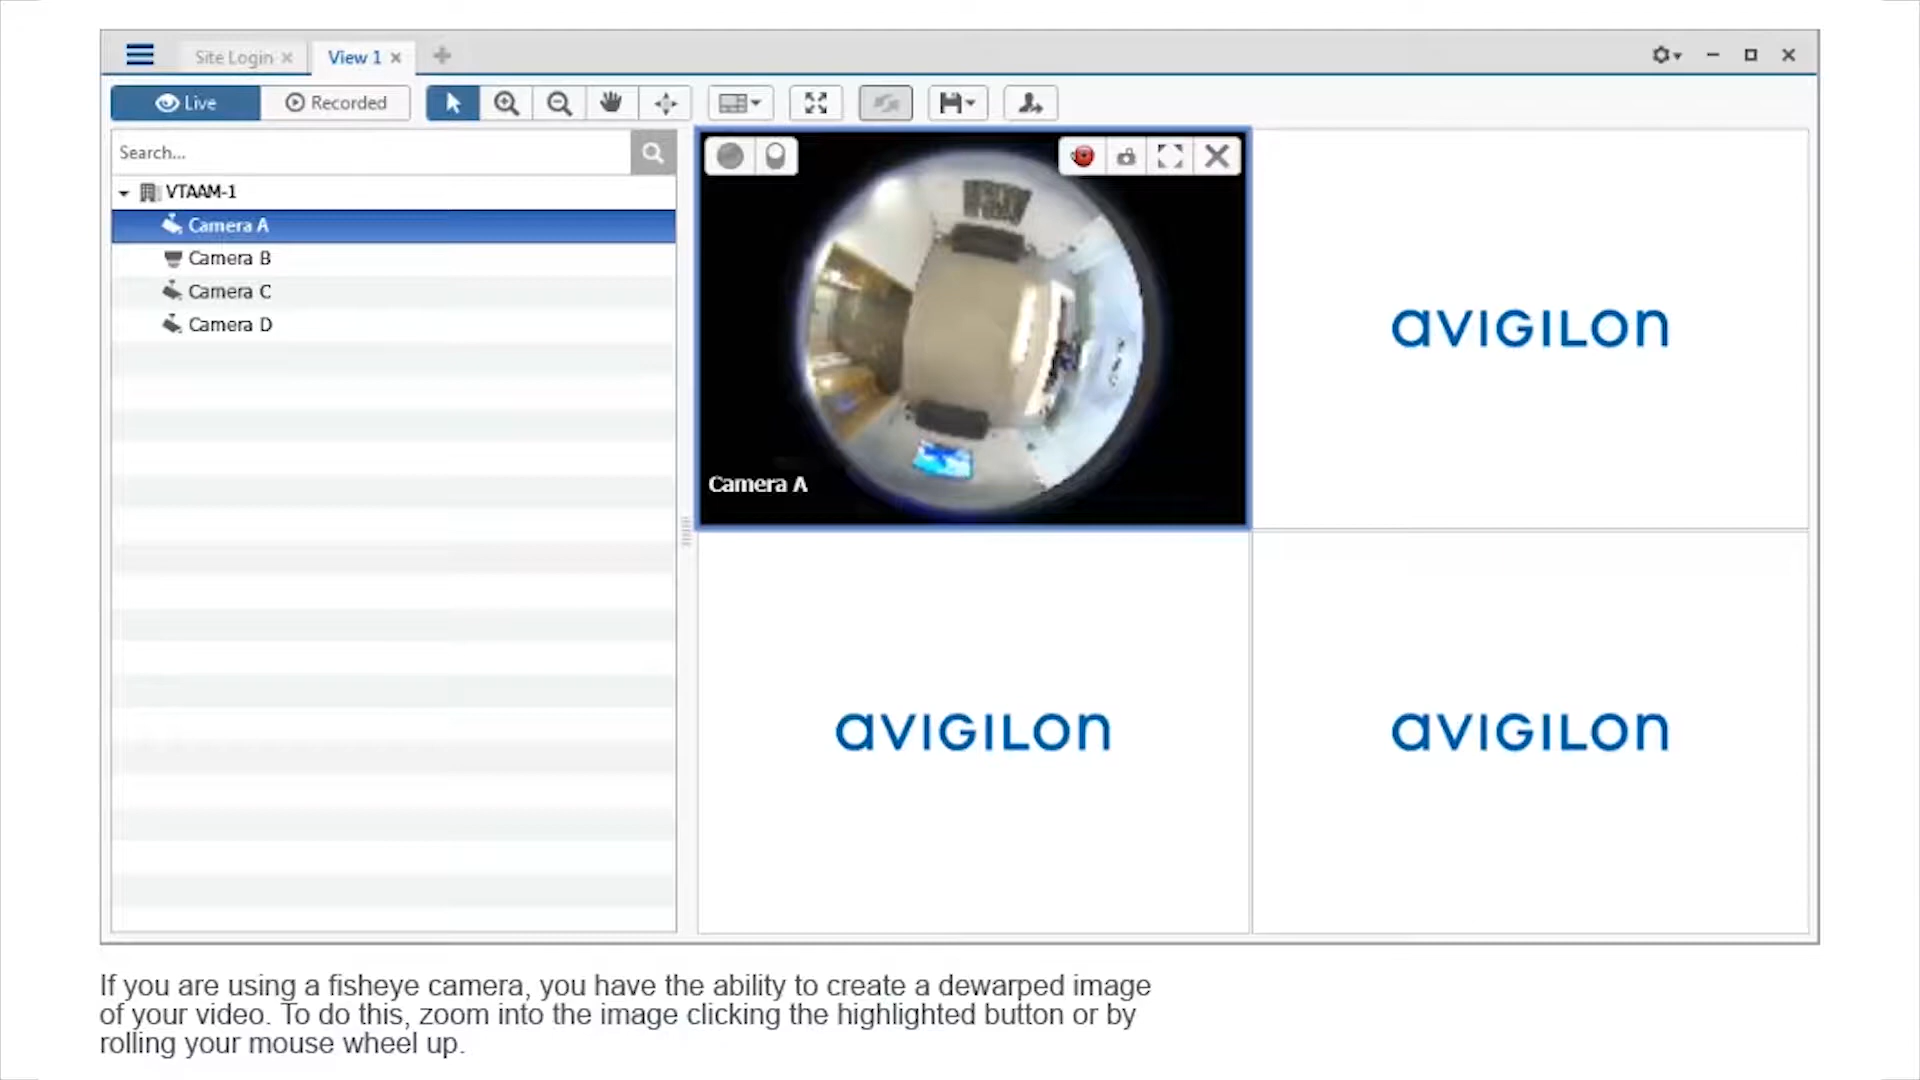 Site Login
View 1
Live
Recorded
Search...
VTAAM-1
Camera A
Camera B
Camera C
Camera D
Camera A
avigilon
avigilon
avigilon
If you are using a fisheye camera, you have the ability to create a dewarped image
of your video. To do this, zoom into the image clicking the highlighted button or by
rolling your mouse wheel up.